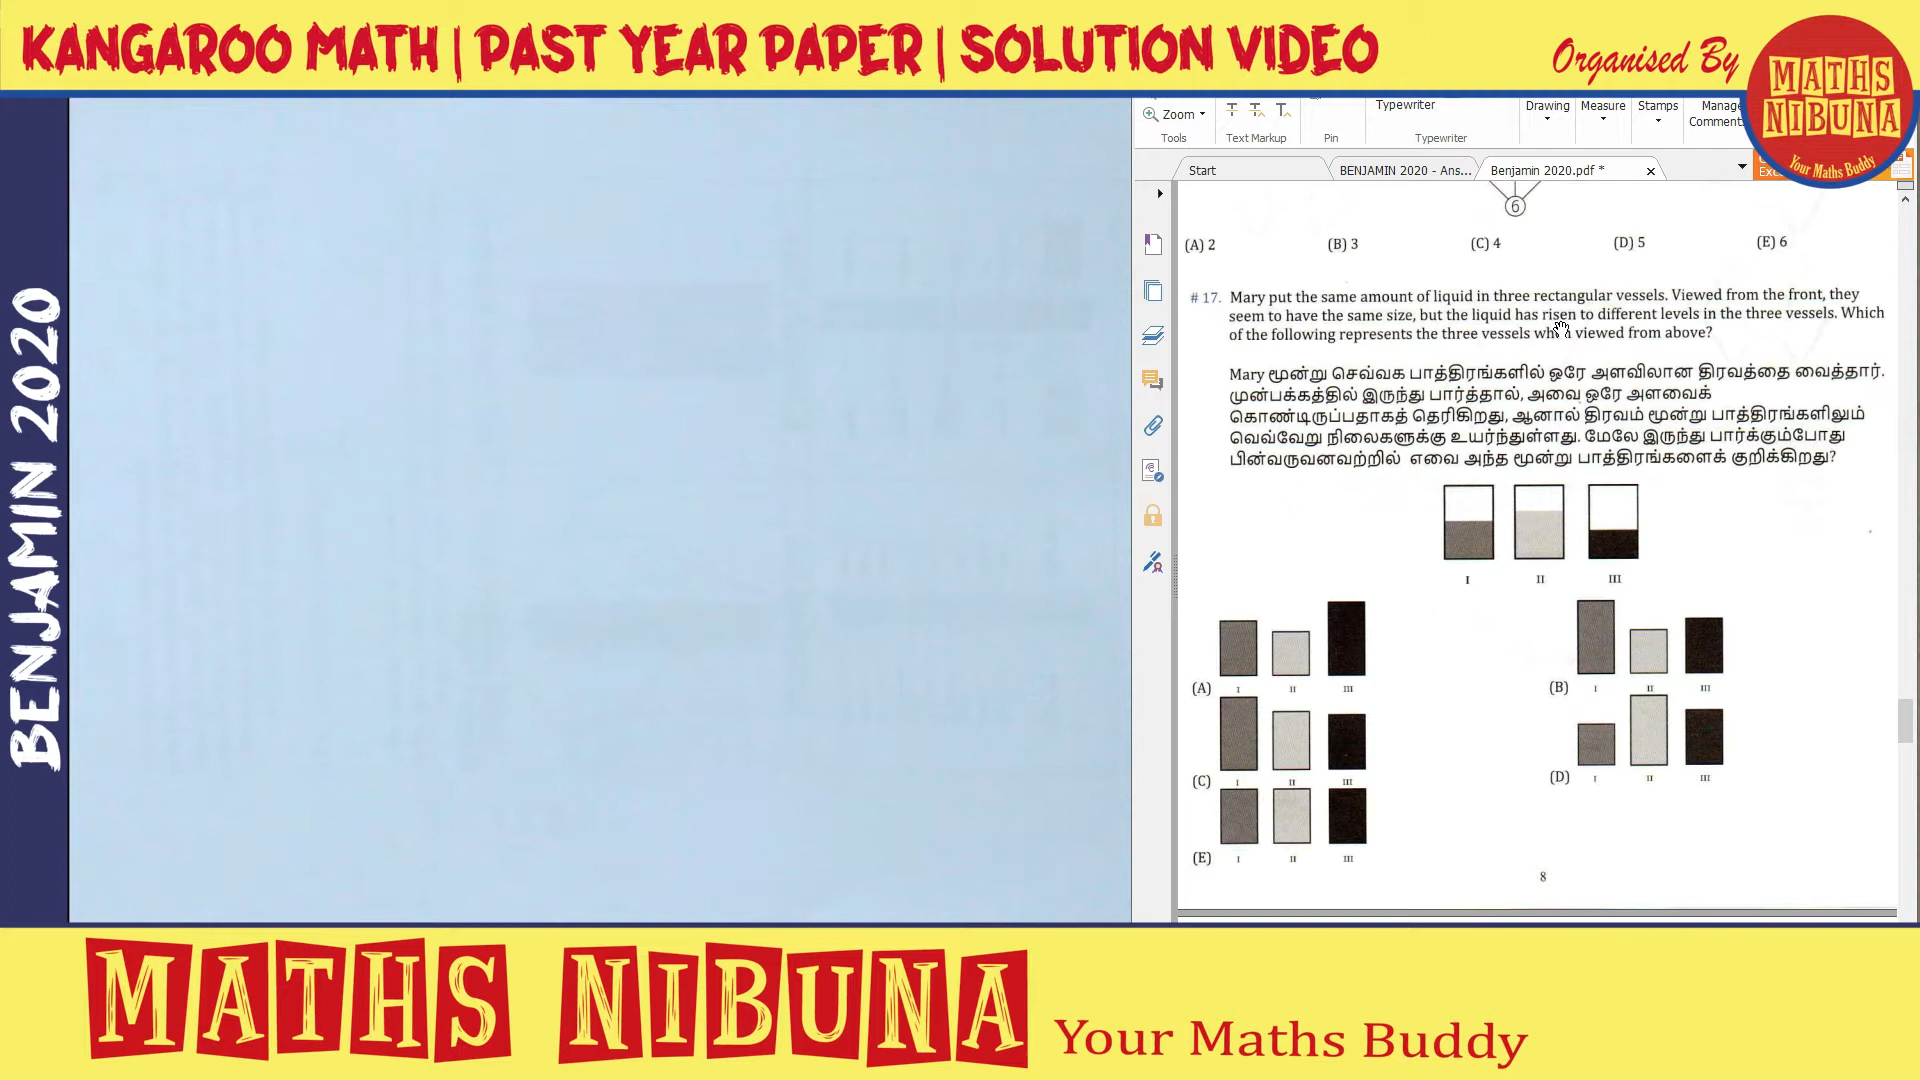 KANGAROO MATH | PAST YEAR PAPER | SOLUTION VIDEO
Organised By
MATHS
NIBUNA
Your Maths Buddy
BENJAMIN 2020
Zoom
Tools
Text Markup
Pin
Typewriter
Typewriter
Drawing
Measure
Stamps
Manage
Comment
Start
BENJAMIN 2020 - Ans...
Benjamin 2020.pdf *
6
(A) 2
(B) 3
(C) 4
(D) 5
(E) 6
# 17. Mary put the same amount of liquid in three rectangular vessels. Viewed from the front, they
seem to have the same size, but the liquid has risen to different levels in the three vessels. Which
of the following represents the three vessels when viewed from above?
Mary மூன்று செவ்வக பாத்திரங்களில் ஒரே அளவிலான திரவத்தை வைத்தார்.
முன்பக்கத்தில் இருந்து பார்த்தால், அவை ஒரே அளவைக்
கொண்டிருப்பதாகத் தெரிகிறது, ஆனால் திரவம் மூன்று பாத்திரங்களிலும்
வெவ்வேறு நிலைகளுக்கு உயர்ந்துள்ளது. மேலே இருந்து பார்க்கும்போது
பின்வருவனவற்றில் எவை அந்த மூன்று பாத்திரங்களைக் குறிக்கிறது?
I II III
(A) I II III
(B) I II III
(C) I II III
(D) I II III
(E) I II III
8
MATHS NIBUNA
Your Maths Buddy